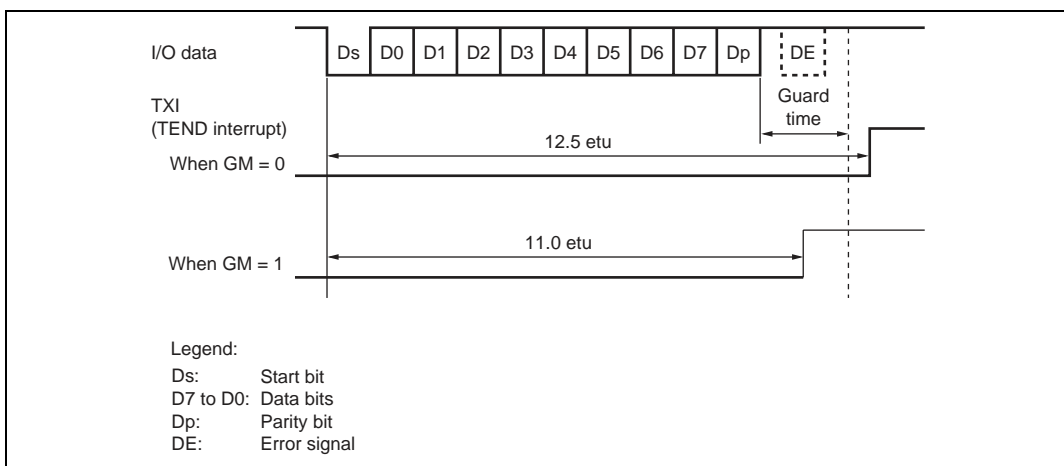 I/O data
Ds D0 D1 D2 D3 D4 D5 D6 D7 Dp DE
Guard
time
TXI
(TEND interrupt)
12.5 etu
When GM = 0
11.0 etu
When GM = 1
Legend:
Ds: Start bit
D7 to D0: Data bits
Dp: Parity bit
DE: Error signal